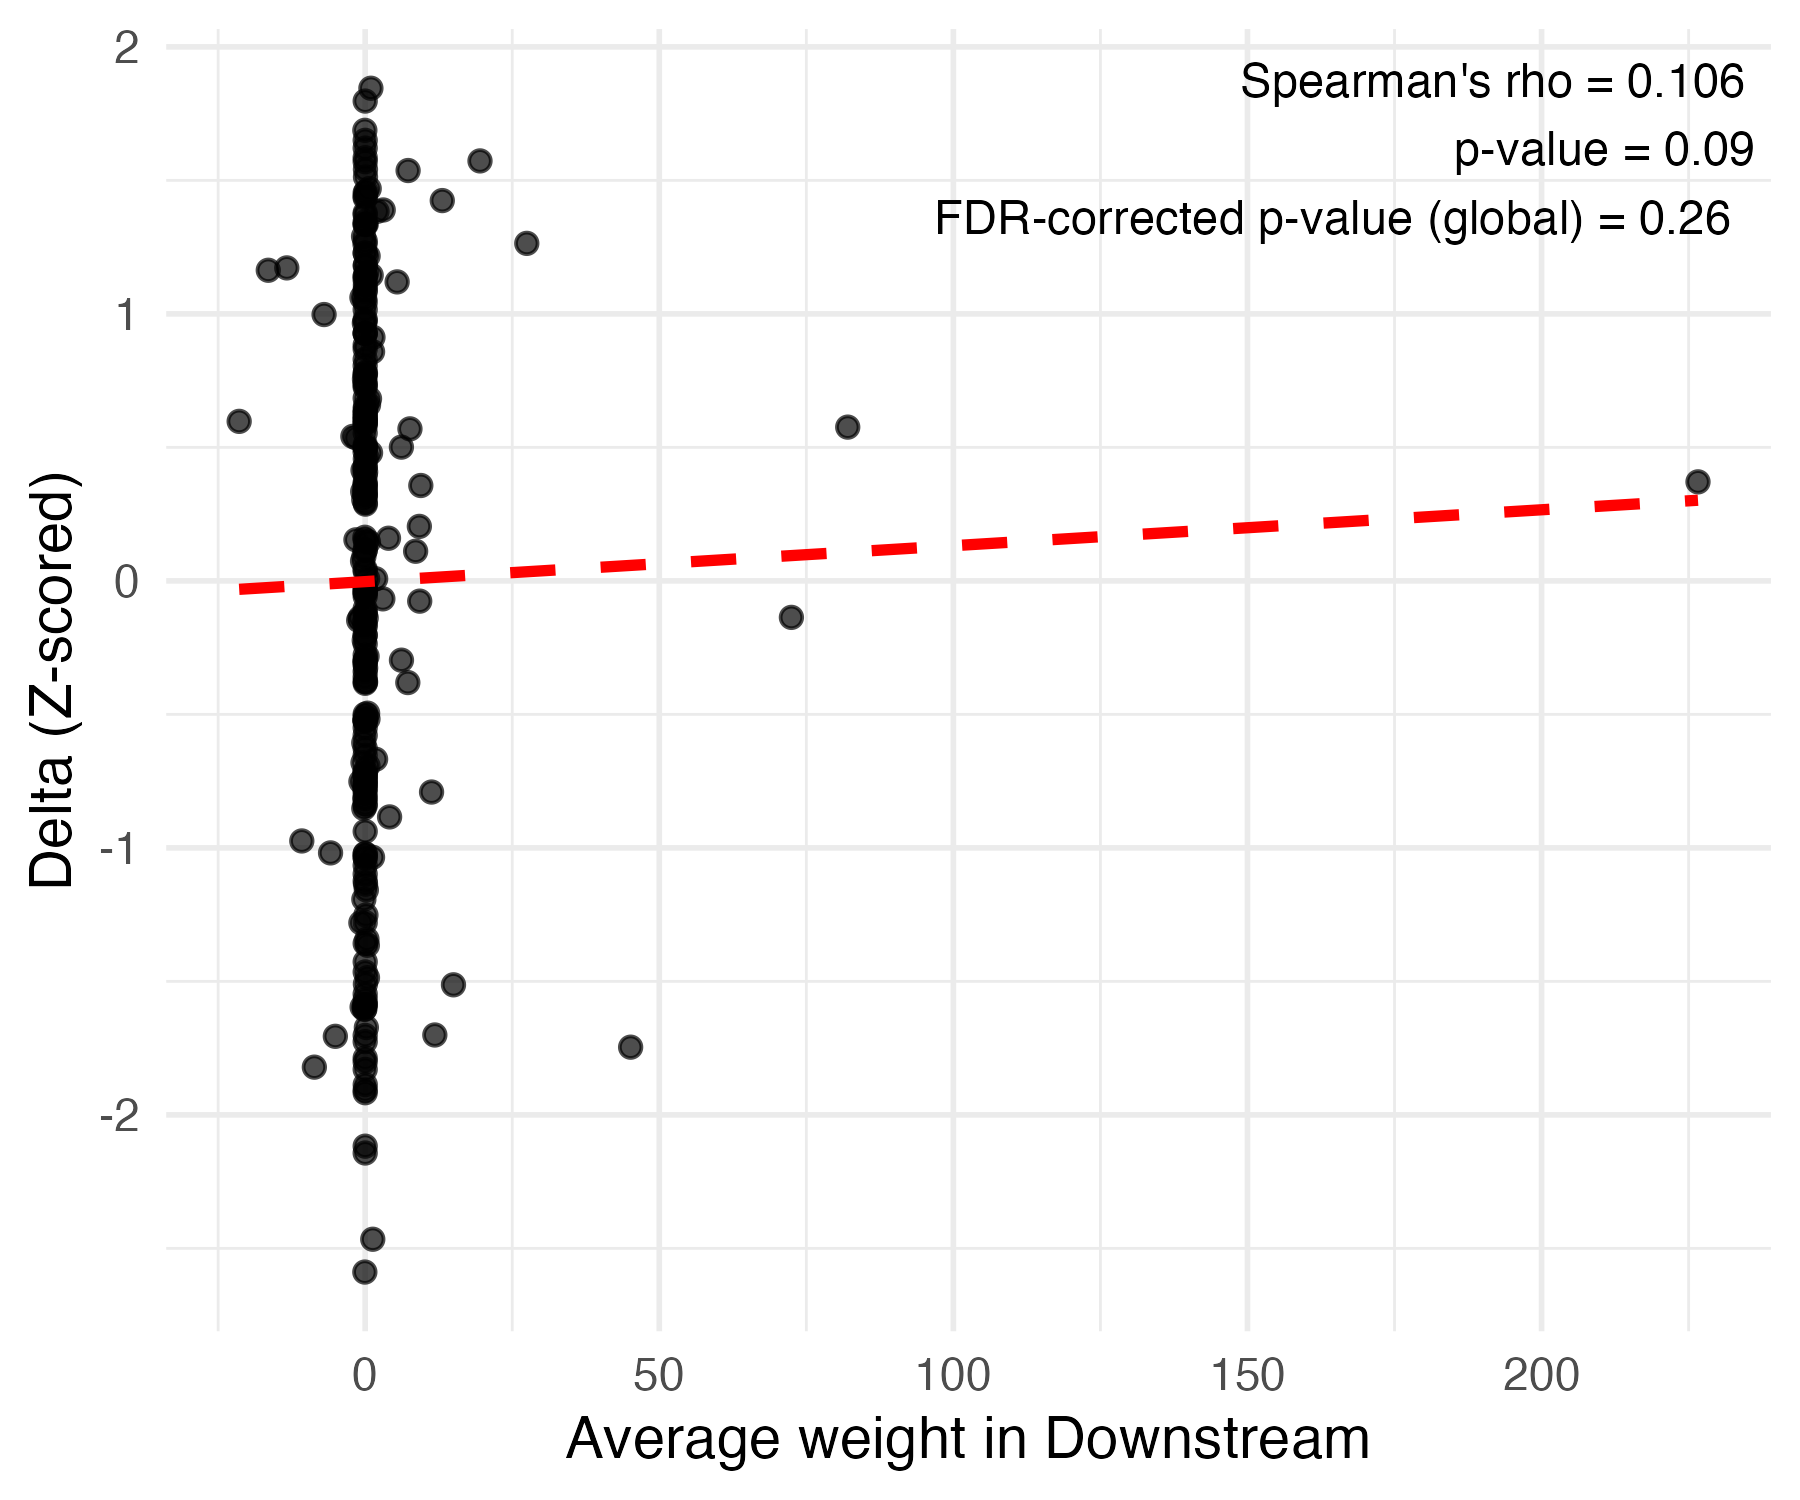 Spearman's rho = 0.106
p-value = 0.09
FDR-corrected p-value (global) = 0.26
2
1
0
-1
-2
Delta (Z-scored)
0
50
100
150
200
Average weight in Downstream